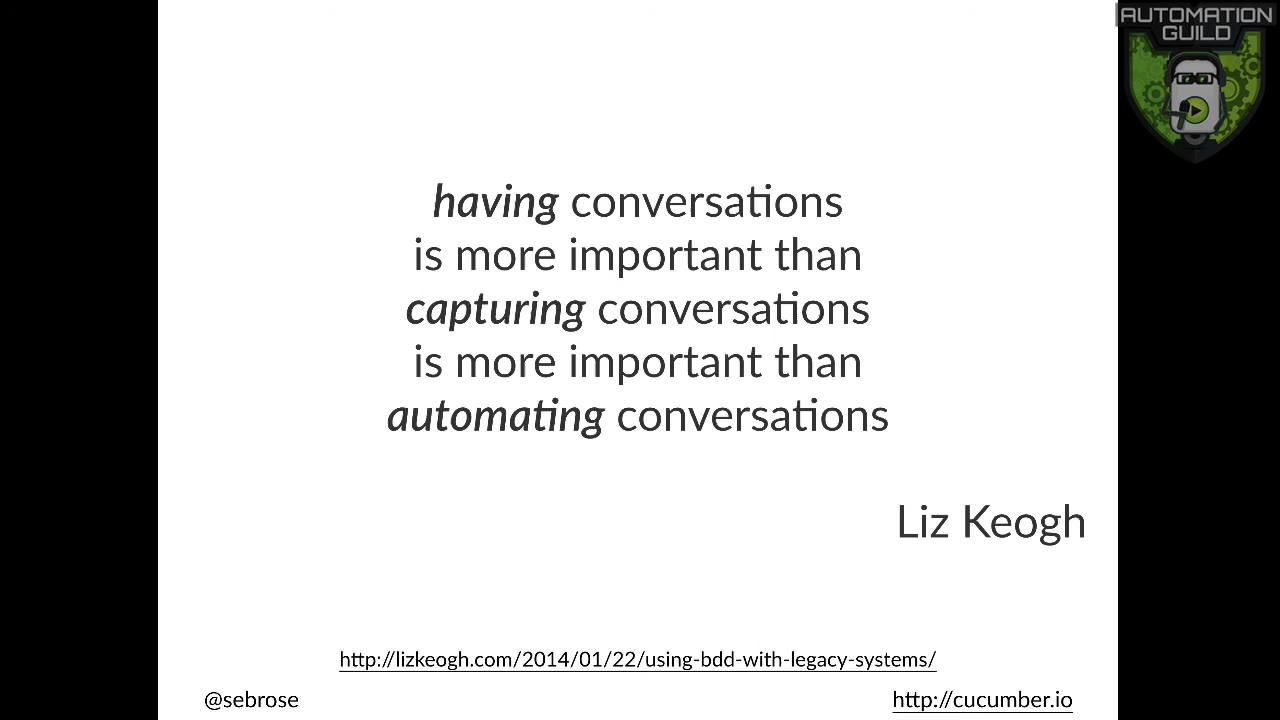 AUTOMATION
GUILD
having conversations
is more important than
capturing conversations
is more important than
automating conversations
Liz Keogh
http://lizkeogh.com/2014/01/22/using-bdd-with-legacy-systems/
@sebrose
http://cucumber.io